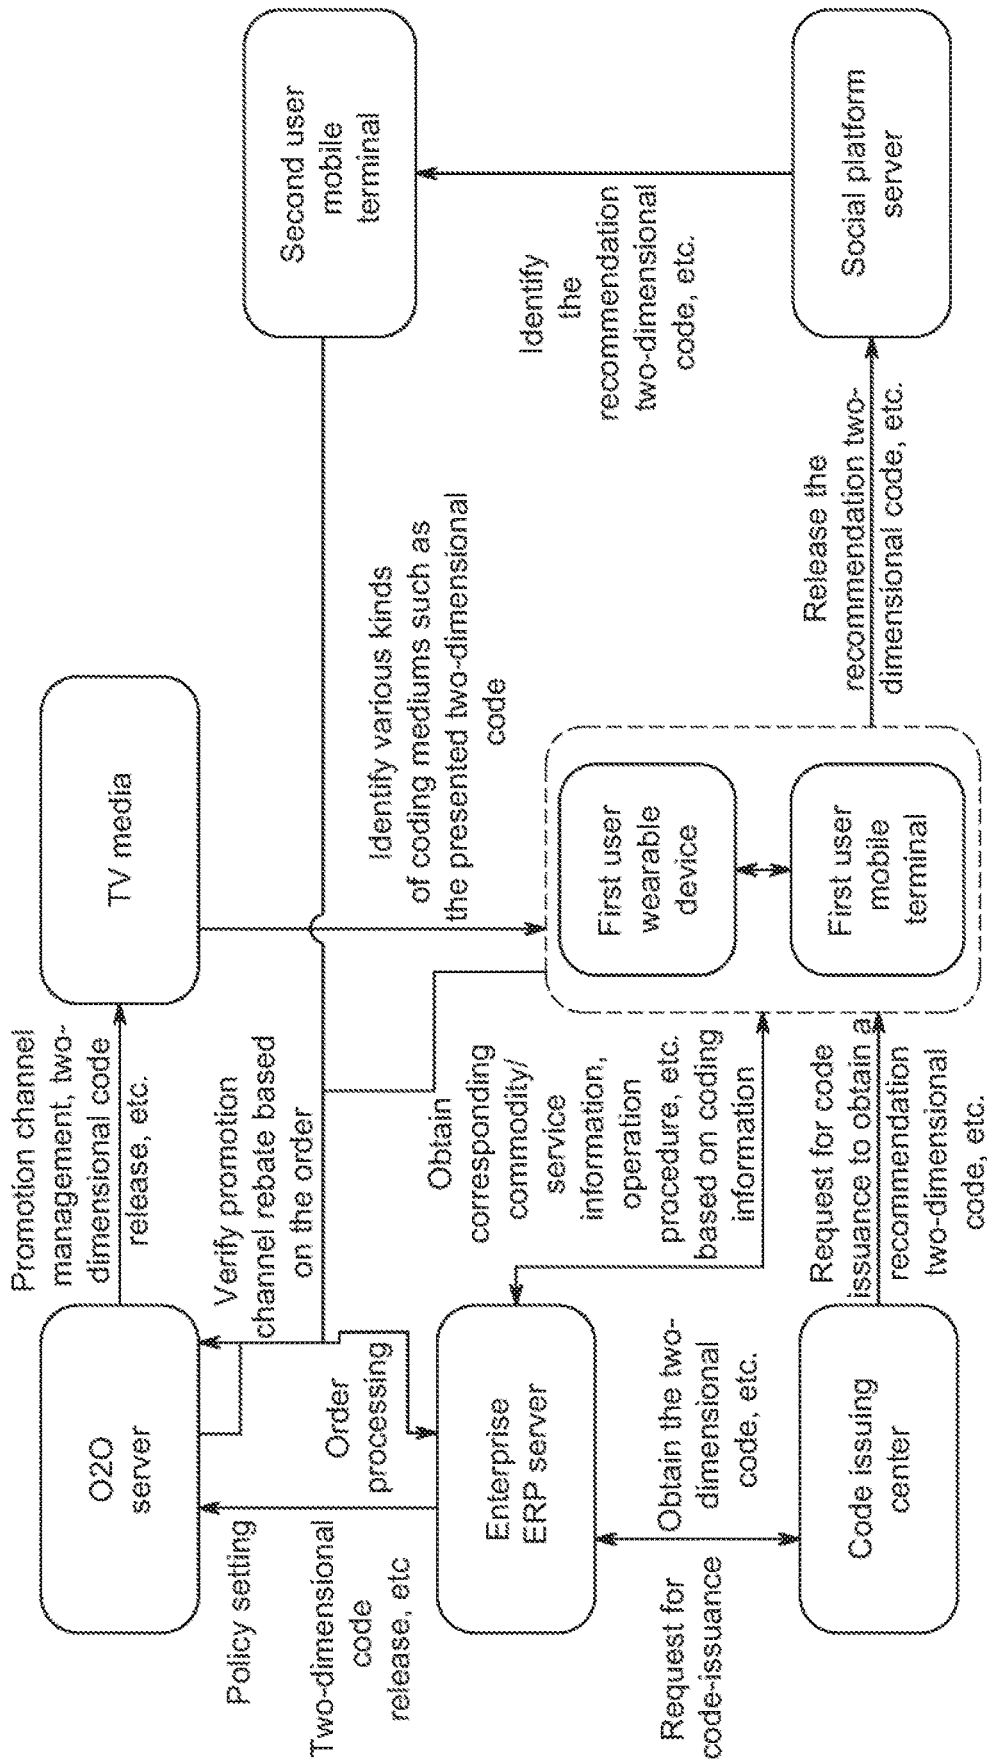 O2O
server
Promotion channel
management, two-
dimensional code
release, etc.
TV media
Second user
mobile
terminal
Policy setting
Two-dimensional
code
release, etc
Order
processing
Verify promotion
channel rebate based
on the order
Identify various kinds
of coding mediums such as
the presented two-dimensional
code
Enterprise
ERP server
Obtain
corresponding
commodity/
service
information,
operation
procedure, etc.
based on coding
information
First user
wearable
device
First user
mobile
terminal
Identify
the
recommendation
two-dimensional
code, etc.
Request for
code-issuance
Obtain the two-
dimensional
code, etc.
Code issuing
center
Request for code
issuance to obtain a
recommendation
two-dimensional
code, etc.
Release the
recommendation two-
dimensional code, etc.
Social platform
server